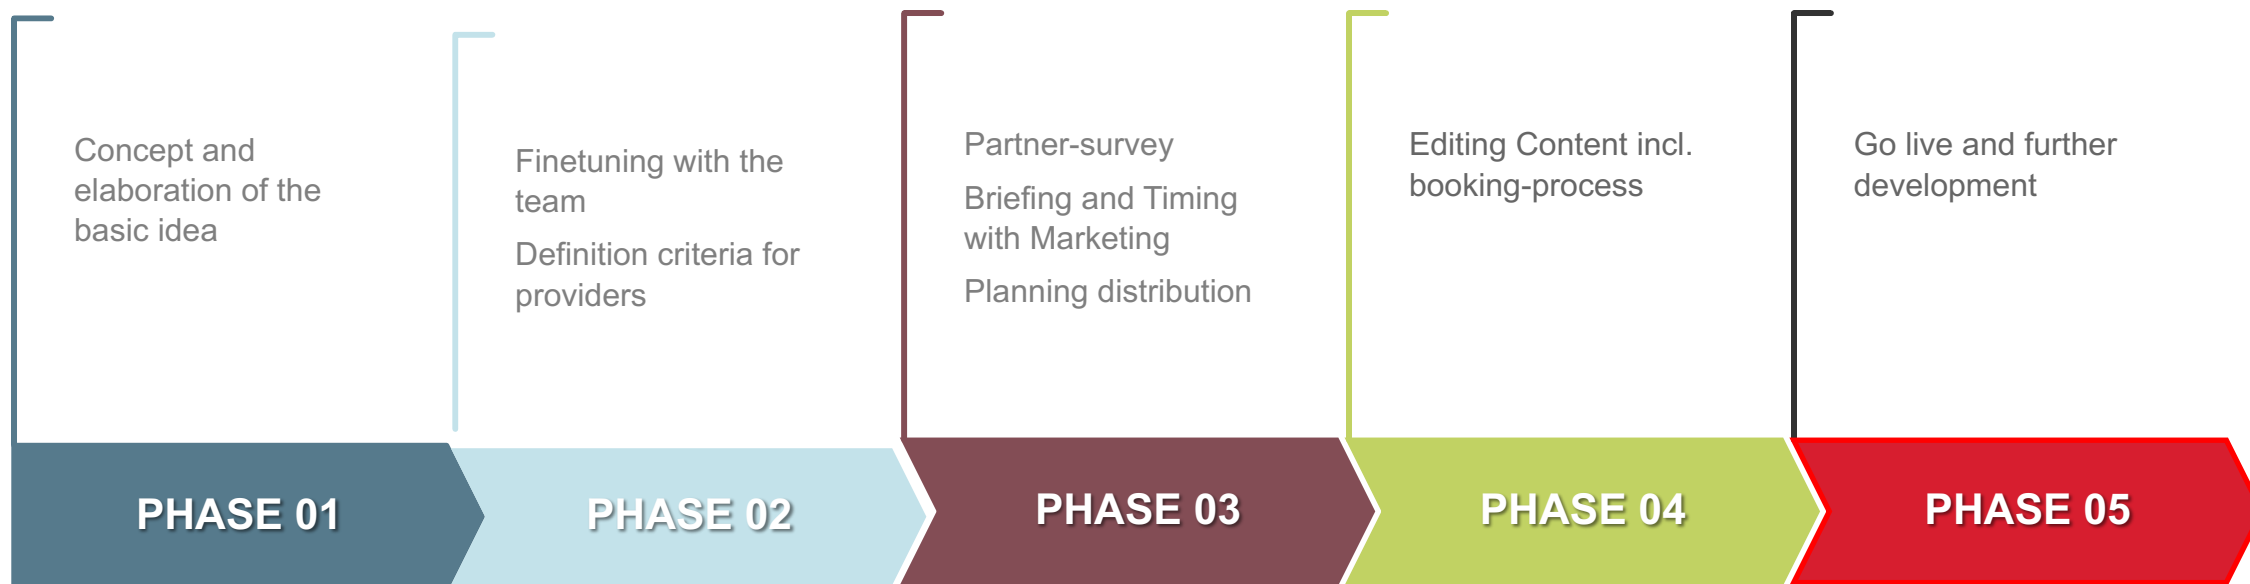 Concept and
elaboration of the
basic idea
Finetuning with the
team
Definition criteria for
providers
Partner-survey
Briefing and Timing
with Marketing
Planning distribution
Editing Content incl.
booking-process
Go live and further
development
PHASE 01
PHASE 02
PHASE 03
PHASE 04
PHASE 05